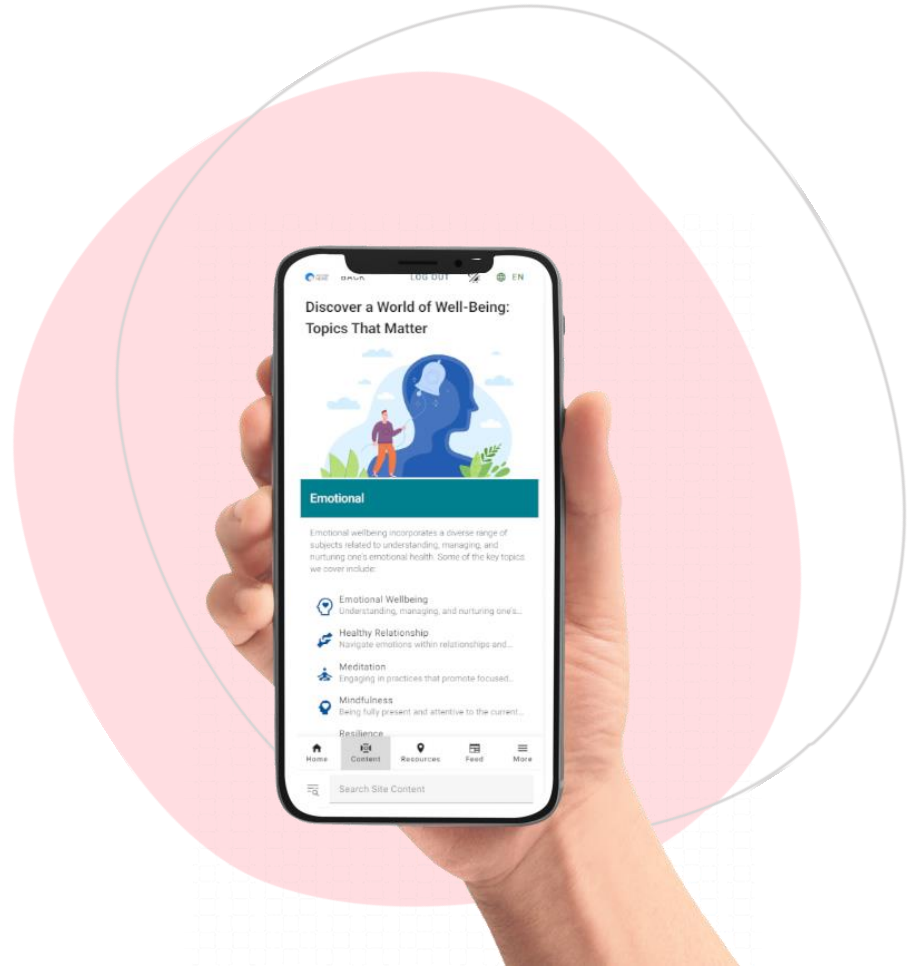 BACK LOG OUT EN
Discover a World of Well-Being:
Topics That Matter
Emotional
Emotional wellbeing incorporates a diverse range of
subjects related to understanding, managing, and
nurturing one's emotional health. Some of the key topics
we cover include:
Emotional Wellbeing
Understanding, managing, and nurturing one's...
Healthy Relationship
Navigate emotions within relationships and...
Meditation
Engaging in practices that promote focused...
Mindfulness
Being fully present and attentive to the current...
Resilience
Home Content Resources Feed More
Search Site Content